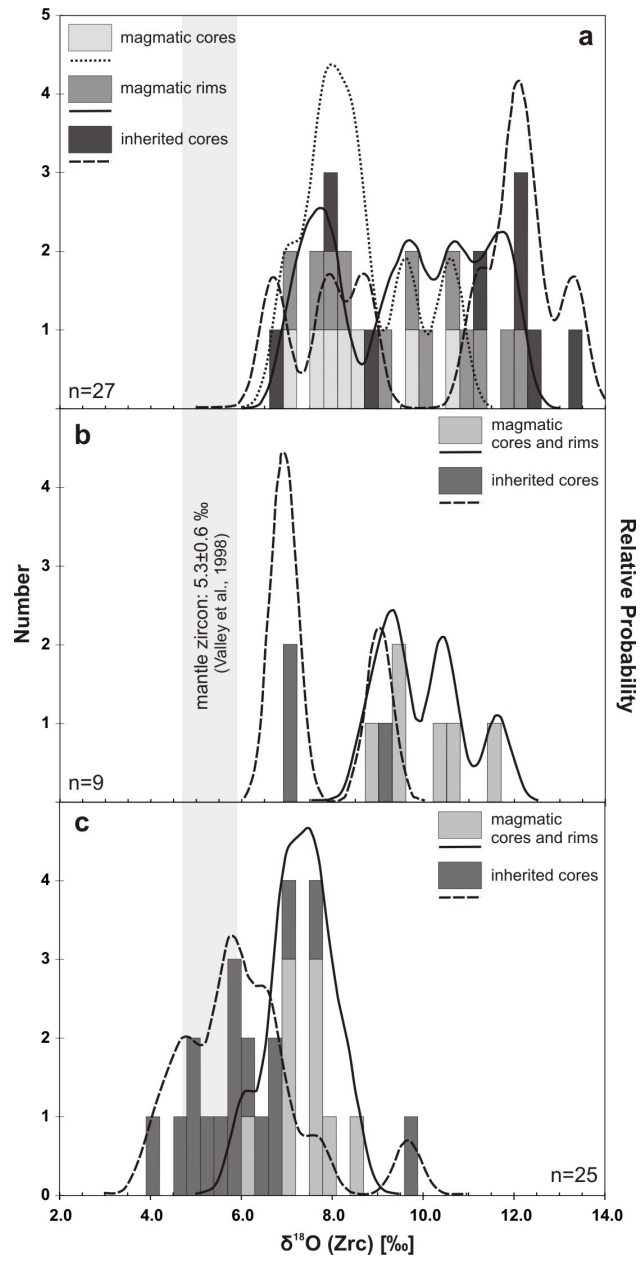 5
4
3
2
1
magmatic cores
magmatic rims
inherited cores
a
n=27
b
4
3
2
1
magmatic
cores and rims
inherited cores
mantle zircon: 5.3±0.6 ‰
(Valley et al., 1998)
n=9
Number
Relative Probability
c
4
3
2
1
0
magmatic
cores and rims
inherited cores
n=25
2.0 4.0 6.0 8.0 10.0 12.0 14.0
δ¹⁸O (Zrc) [‰]